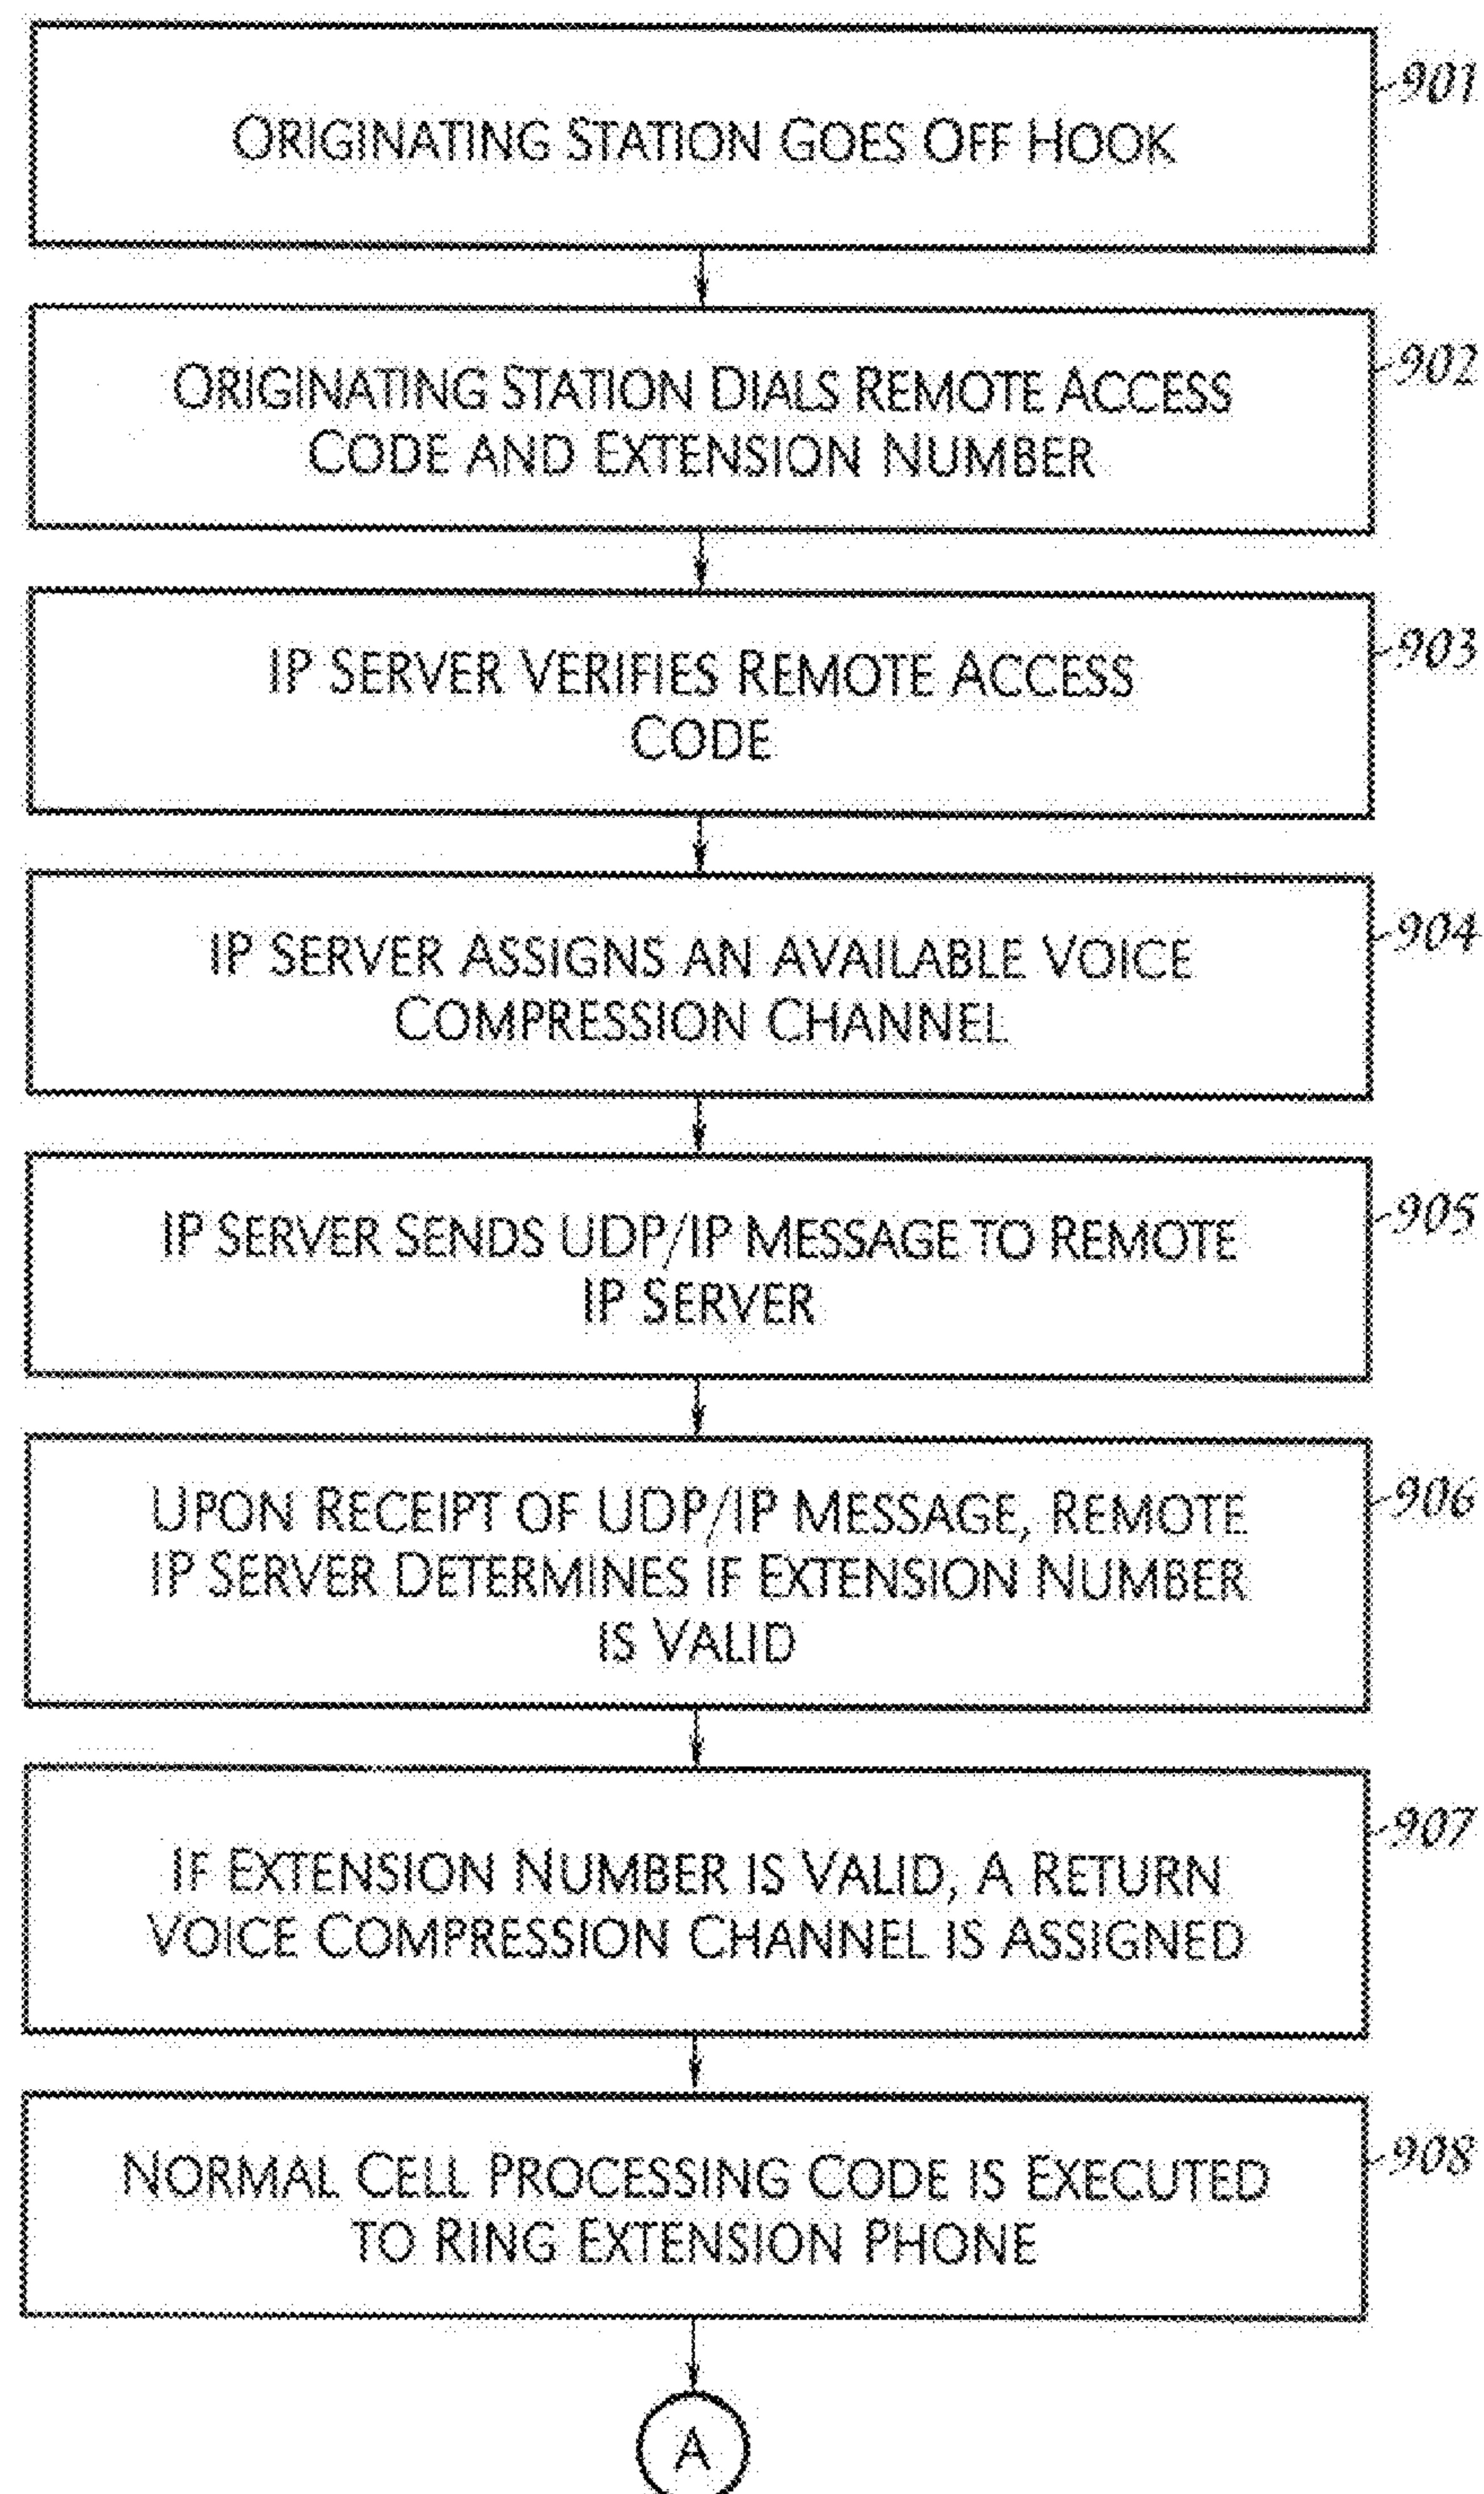 ORIGINATING STATION GOES OFF HOOK
901
ORIGINATING STATION DIALS REMOTE ACCESS
CODE AND EXTENSION NUMBER
902
IP SERVER VERIFIES REMOTE ACCESS
CODE
903
IP SERVER ASSIGNS AN AVAILABLE VOICE
COMPRESSION CHANNEL
904
IP SERVER SENDS UDP/IP MESSAGE TO REMOTE
IP SERVER
905
UPON RECEIPT OF UDP/IP MESSAGE, REMOTE
IP SERVER DETERMINES IF EXTENSION NUMBER
IS VALID
906
IF EXTENSION NUMBER IS VALID, A RETURN
VOICE COMPRESSION CHANNEL IS ASSIGNED
907
NORMAL CELL PROCESSING CODE IS EXECUTED
TO RING EXTENSION PHONE
908
A